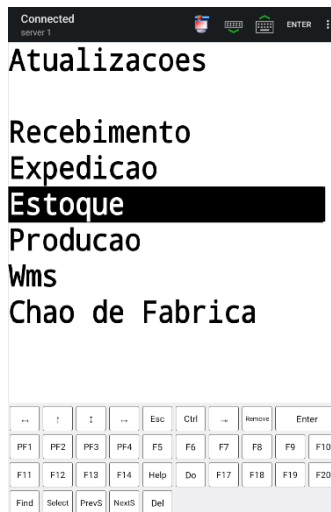 Connected
server 1
ENTER
Atualizacoes
Recebimento
Expedicao
Estoque
Producao
Wms
Chao de Fabrica
Esc Ctrl Remove Enter
PF1 PF2 PF3 PF4 F5 F6 F7 F8 F9 F10
F11 F12 F13 F14 Help Do F17 F18 F19 F20
Find Select PrevS NextS Del